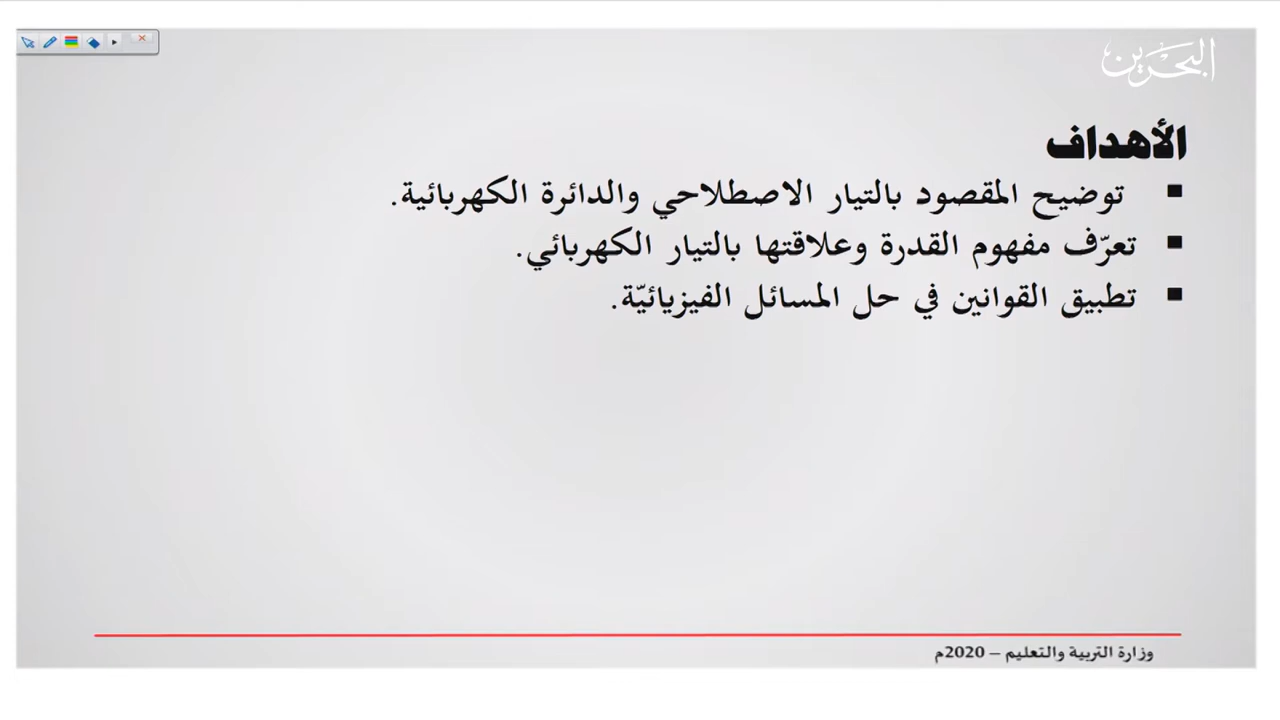 البحرين
الأهداف
▪ توضيح المقصود بالتيار الاصطلاحي والدائرة الكهربائية.
▪ تعرّف مفهوم القدرة وعلاقتها بالتيار الكهربائي.
▪ تطبيق القوانين في حل المسائل الفيزيائيّة.
وزارة التربية والتعليم – 2020م